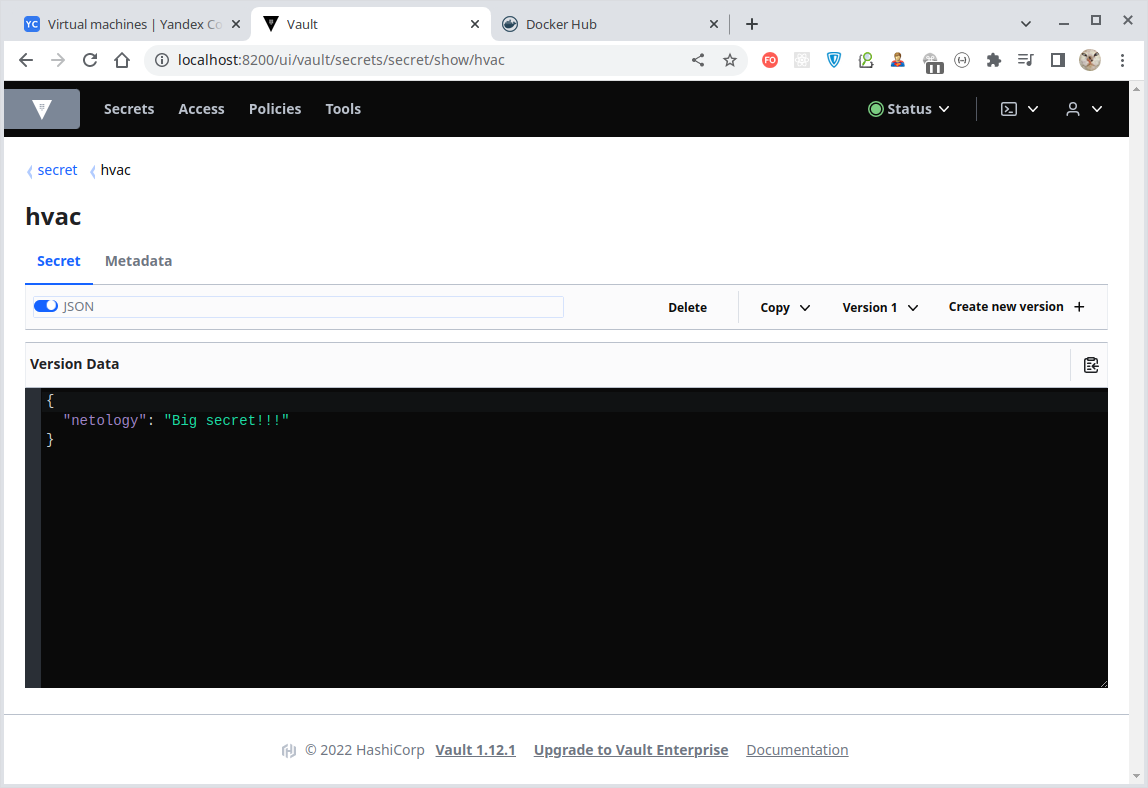 YC Virtual machines | Yandex Co
Vault
Docker Hub
localhost:8200/ui/vault/secrets/secret/show/hvac
FO
Secrets Access Policies Tools Status
secret hvac
hvac
Secret Metadata
JSON Delete Copy Version 1 Create new version +
Version Data
{
"netology": "Big secret!!!"
}
© 2022 HashiCorp Vault 1.12.1 Upgrade to Vault Enterprise Documentation